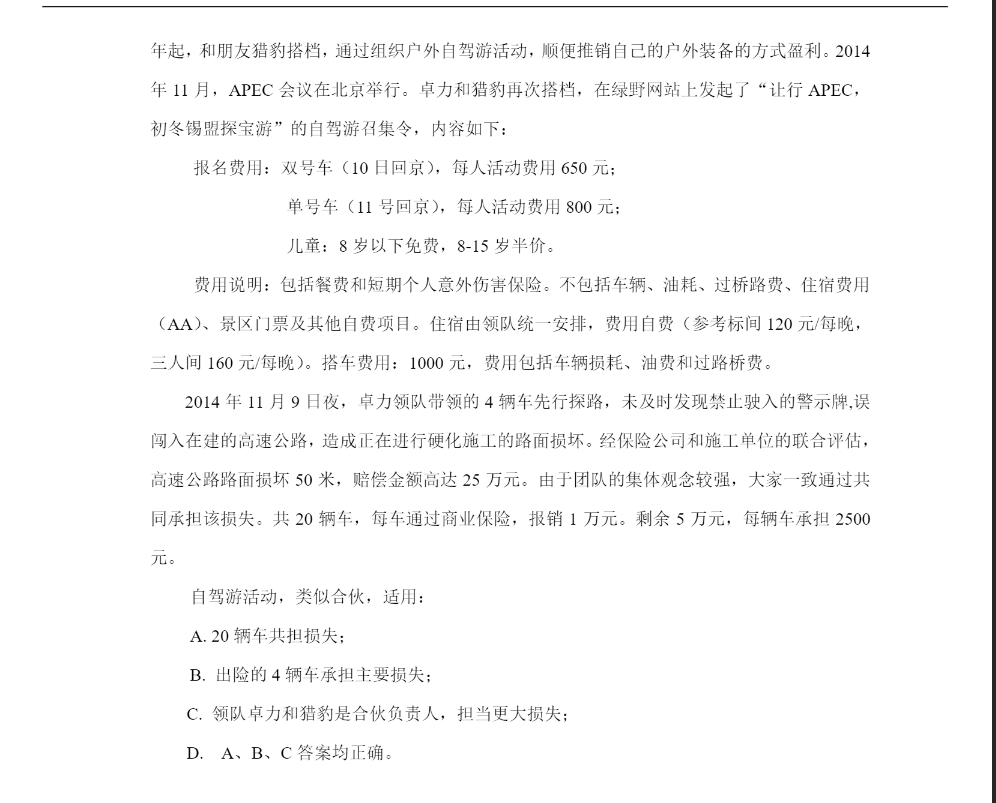 年起，和朋友猎豹搭档，通过组织户外自驾游活动，顺便推销自己的户外装备的方式盈利。2014
年 11 月，APEC 会议在北京举行。卓力和猎豹再次搭档，在绿野网站上发起了“让行 APEC，
初冬锡盟探宝游”的自驾游召集令，内容如下：
报名费用：双号车（10 日回京），每人活动费用 650 元；
单号车（11 号回京），每人活动费用 800 元；
儿童：8 岁以下免费，8-15 岁半价。
费用说明：包括餐费和短期个人意外伤害保险。不包括车辆、油耗、过桥路费、住宿费用
（AA）、景区门票及其他自费项目。住宿由领队统一安排，费用自费（参考标间 120 元/每晚，
三人间 160 元/每晚）。搭车费用：1000 元，费用包括车辆损耗、油费和过路桥费。
2014 年 11 月 9 日夜，卓力领队带领的 4 辆车先行探路，未及时发现禁止驶入的警示牌,误
闯入在建的高速公路，造成正在进行硬化施工的路面损坏。经保险公司和施工单位的联合评估，
高速公路路面损坏 50 米，赔偿金额高达 25 万元。由于团队的集体观念较强，大家一致通过共
同承担该损失。共 20 辆车，每车通过商业保险，报销 1 万元。剩余 5 万元，每辆车承担 2500
元。
自驾游活动，类似合伙，适用：
A. 20 辆车共担损失；
B. 出险的 4 辆车承担主要损失；
C. 领队卓力和猎豹是合伙负责人，担当更大损失；
D. A、B、C 答案均正确。